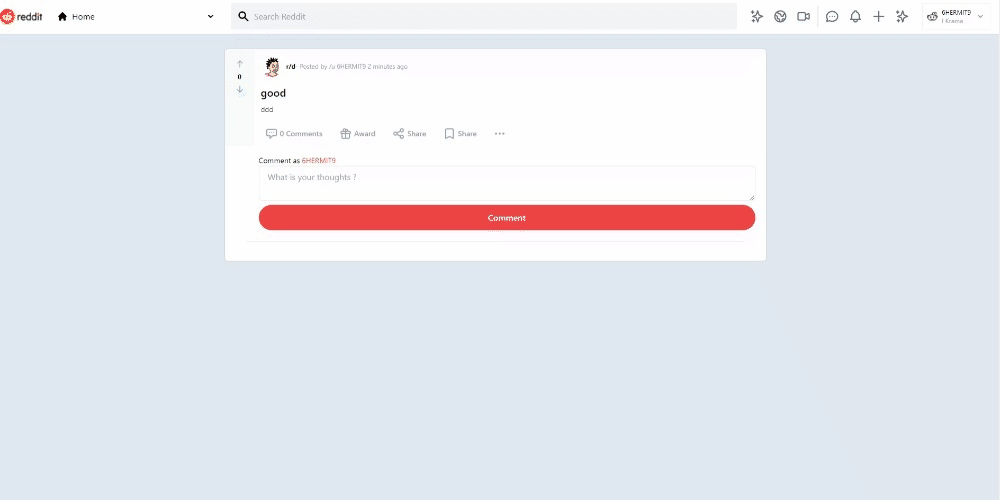 reddit
Home
Search Reddit
6HERMIT9
1 Krama
0
r/d · Posted by /u 6HERMIT9 2 minutes ago
good
ddd
0 Comments
Award
Share
Share
Comment as 6HERMIT9
What is your thoughts ?
Comment